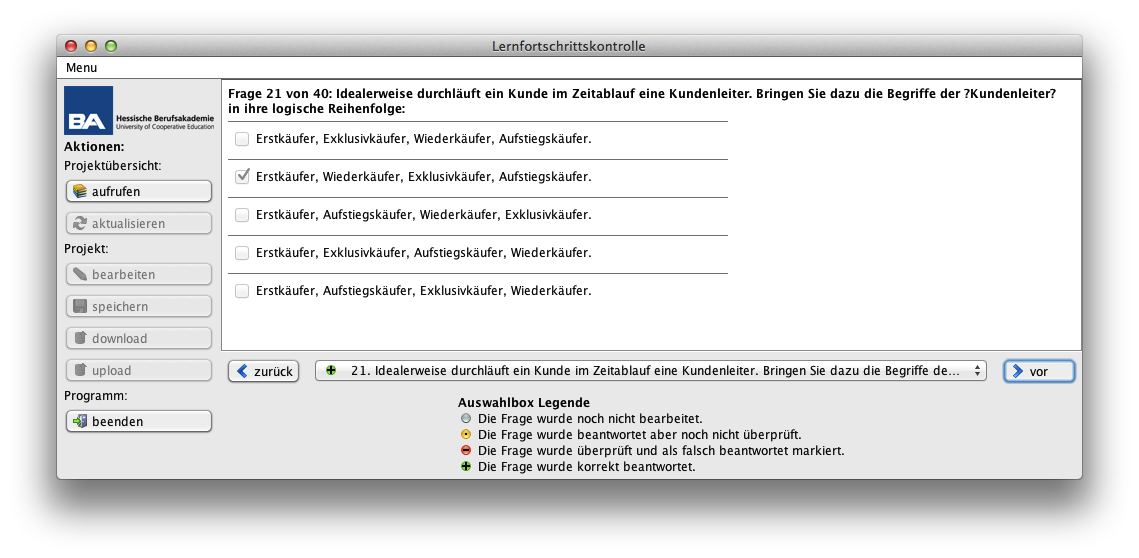 Lernfortschrittskontrolle
Menu
BA Hessische Berufsakademie
University of Cooperative Education
Aktionen:
Projektübersicht:
aufrufen
aktualisieren
Projekt:
bearbeiten
speichern
download
upload
Programm:
beenden
Frage 21 von 40: Idealerweise durchläuft ein Kunde im Zeitablauf eine Kundenleiter. Bringen Sie dazu die Begriffe der ?Kundenleiter?
in ihre logische Reihenfolge:
Erstkäufer, Exklusivkäufer, Wiederkäufer, Aufstiegskäufer.
Erstkäufer, Wiederkäufer, Exklusivkäufer, Aufstiegskäufer.
Erstkäufer, Aufstiegskäufer, Wiederkäufer, Exklusivkäufer.
Erstkäufer, Exklusivkäufer, Aufstiegskäufer, Wiederkäufer.
Erstkäufer, Aufstiegskäufer, Exklusivkäufer, Wiederkäufer.
zurück
21. Idealerweise durchläuft ein Kunde im Zeitablauf eine Kundenleiter. Bringen Sie dazu die Begriffe de...
vor
Auswahlbox Legende
Die Frage wurde noch nicht bearbeitet.
Die Frage wurde beantwortet aber noch nicht überprüft.
Die Frage wurde überprüft und als falsch beantwortet markiert.
Die Frage wurde korrekt beantwortet.